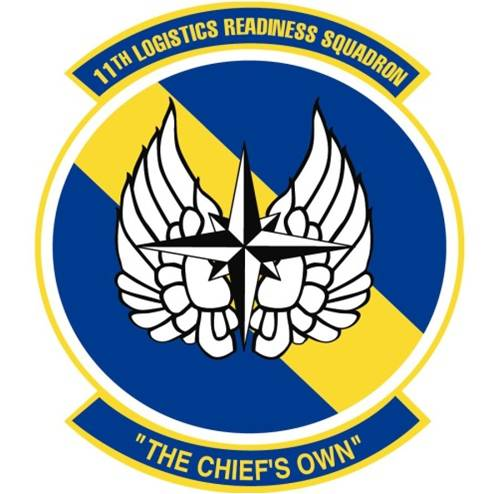 11TH LOGISTICS READINESS SQUADRON
"THE CHIEF'S OWN"